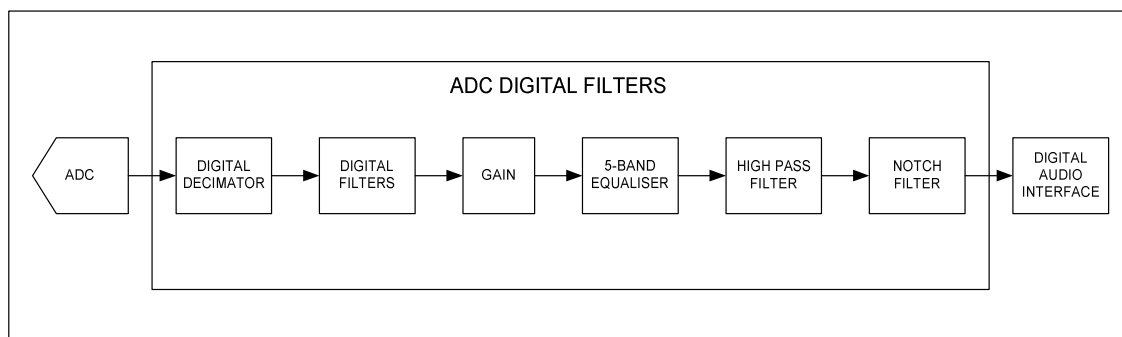 ADC DIGITAL FILTERS
ADC
DIGITAL
DECIMATOR
DIGITAL
FILTERS
GAIN
5-BAND
EQUALISER
HIGH PASS
FILTER
NOTCH
FILTER
DIGITAL
AUDIO
INTERFACE